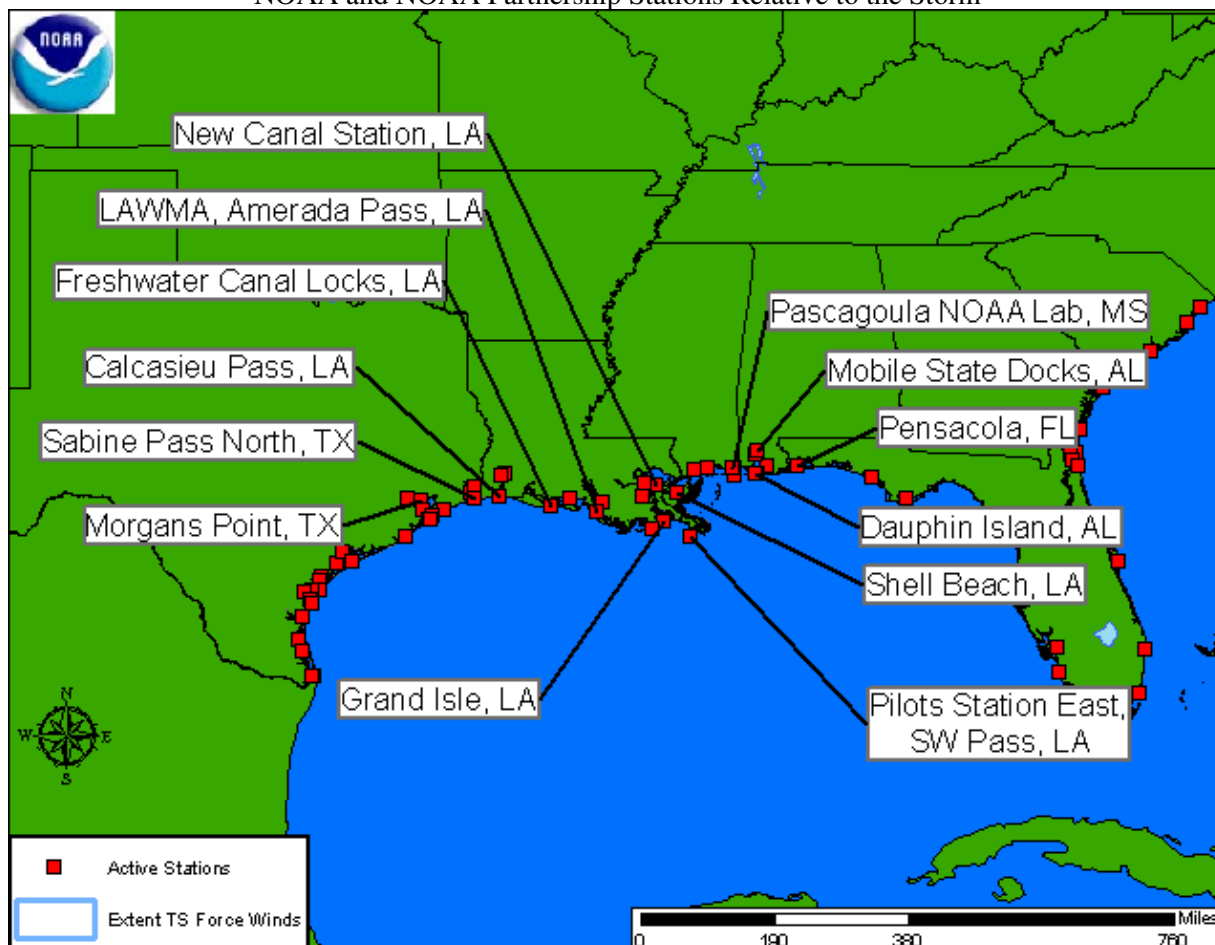 NOAA and NOAA Partnership Stations Relative to the Storm
NOAA
New Canal Station, LA
LAWMA, Amerada Pass, LA
Freshwater Canal Locks, LA
Pascagoula NOAA Lab, MS
Calcasieu Pass, LA
Mobile State Docks, AL
Sabine Pass North, TX
Pensacola, FL
Morgans Point, TX
Dauphin Island, AL
Shell Beach, LA
Grand Isle, LA
Pilots Station East,
SW Pass, LA
N
W E
S
Active Stations
Extent TS Force Winds
Miles
0 190 380 760